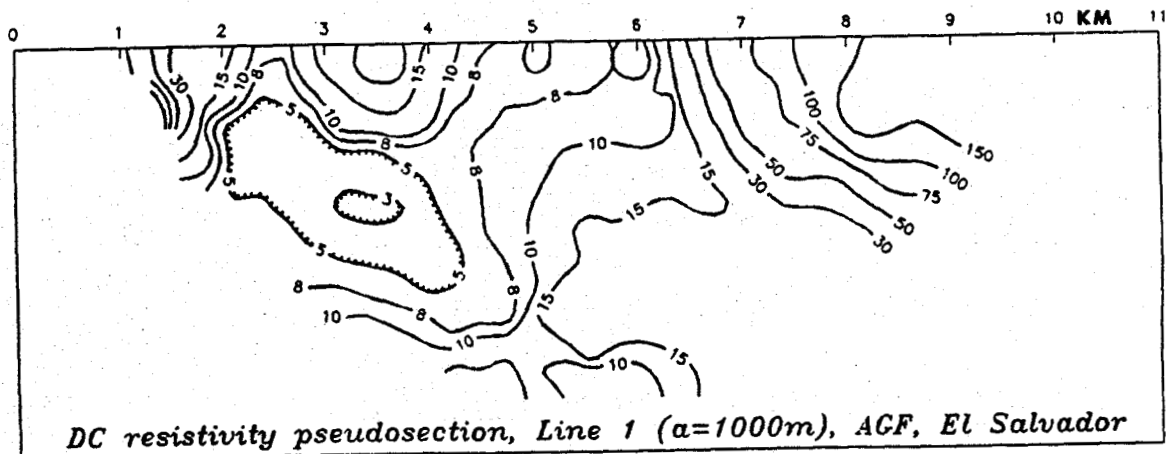 0 1 2 3 4 5 6 7 8 9 10 KM 11
30 15 10 8 15 10 8 8 100 150
5 10 8 10 75 100
5 8 5 3 15 50 30 75 50 30
5 5 10 15
8 8 8 15
10 10 10 15
DC resistivity pseudosection, Line 1 (a=1000m), AGF, El Salvador